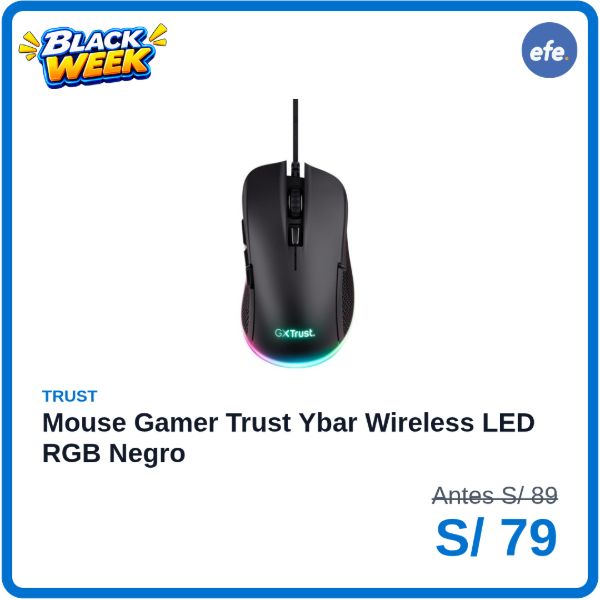 BLACK
WEEK
efe.
GXTrust.
TRUST
Mouse Gamer Trust Ybar Wireless LED
RGB Negro
Antes S/ 89
S/ 79